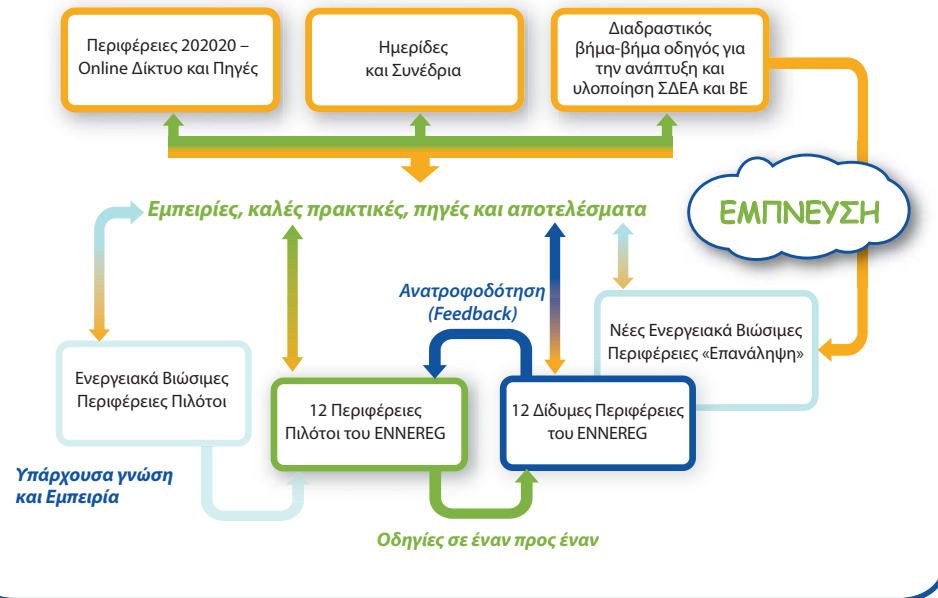 Περιφέρειες 202020 –
Online Δίκτυο και Πηγές
Ημερίδες
και Συνέδρια
Διαδραστικός
βήμα-βήμα οδηγός για
την ανάπτυξη και
υλοποίηση ΣΔΕΑ και ΒΕ
ΕΜΠΝΕΥΣΗ
Εμπειρίες, καλές πρακτικές, πηγές και αποτελέσματα
Ανατροφοδότηση
(Feedback)
Νέες Ενεργειακά Βιώσιμες
Περιφέρειες «Επανάληψη»
Ενεργειακά Βιώσιμες
Περιφέρειες Πιλότοι
12 Περιφέρειες
Πιλότοι του ENNEREG
12 Δίδυμες Περιφέρειες
του ENNEREG
Υπάρχουσα γνώση
και Εμπειρία
Οδηγίες σε έναν προς έναν